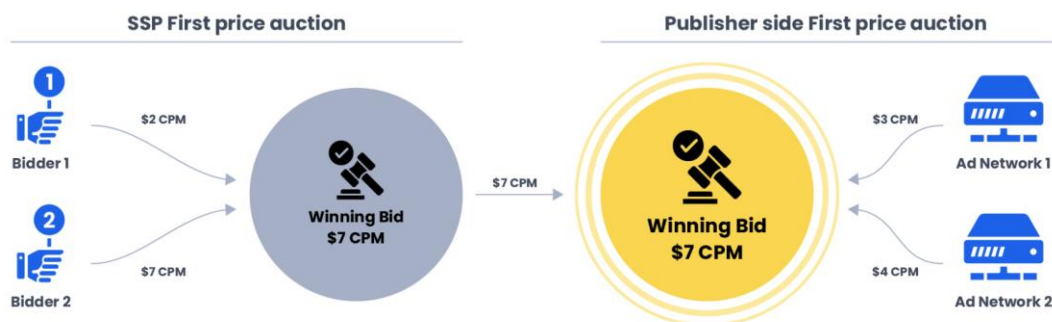 SSP First price auction
Publisher side First price auction
1
$2 CPM
Bidder 1
2
$7 CPM
Bidder 2
Winning Bid
$7 CPM
$7 CPM
Winning Bid
$7 CPM
$3 CPM
Ad Network 1
$4 CPM
Ad Network 2